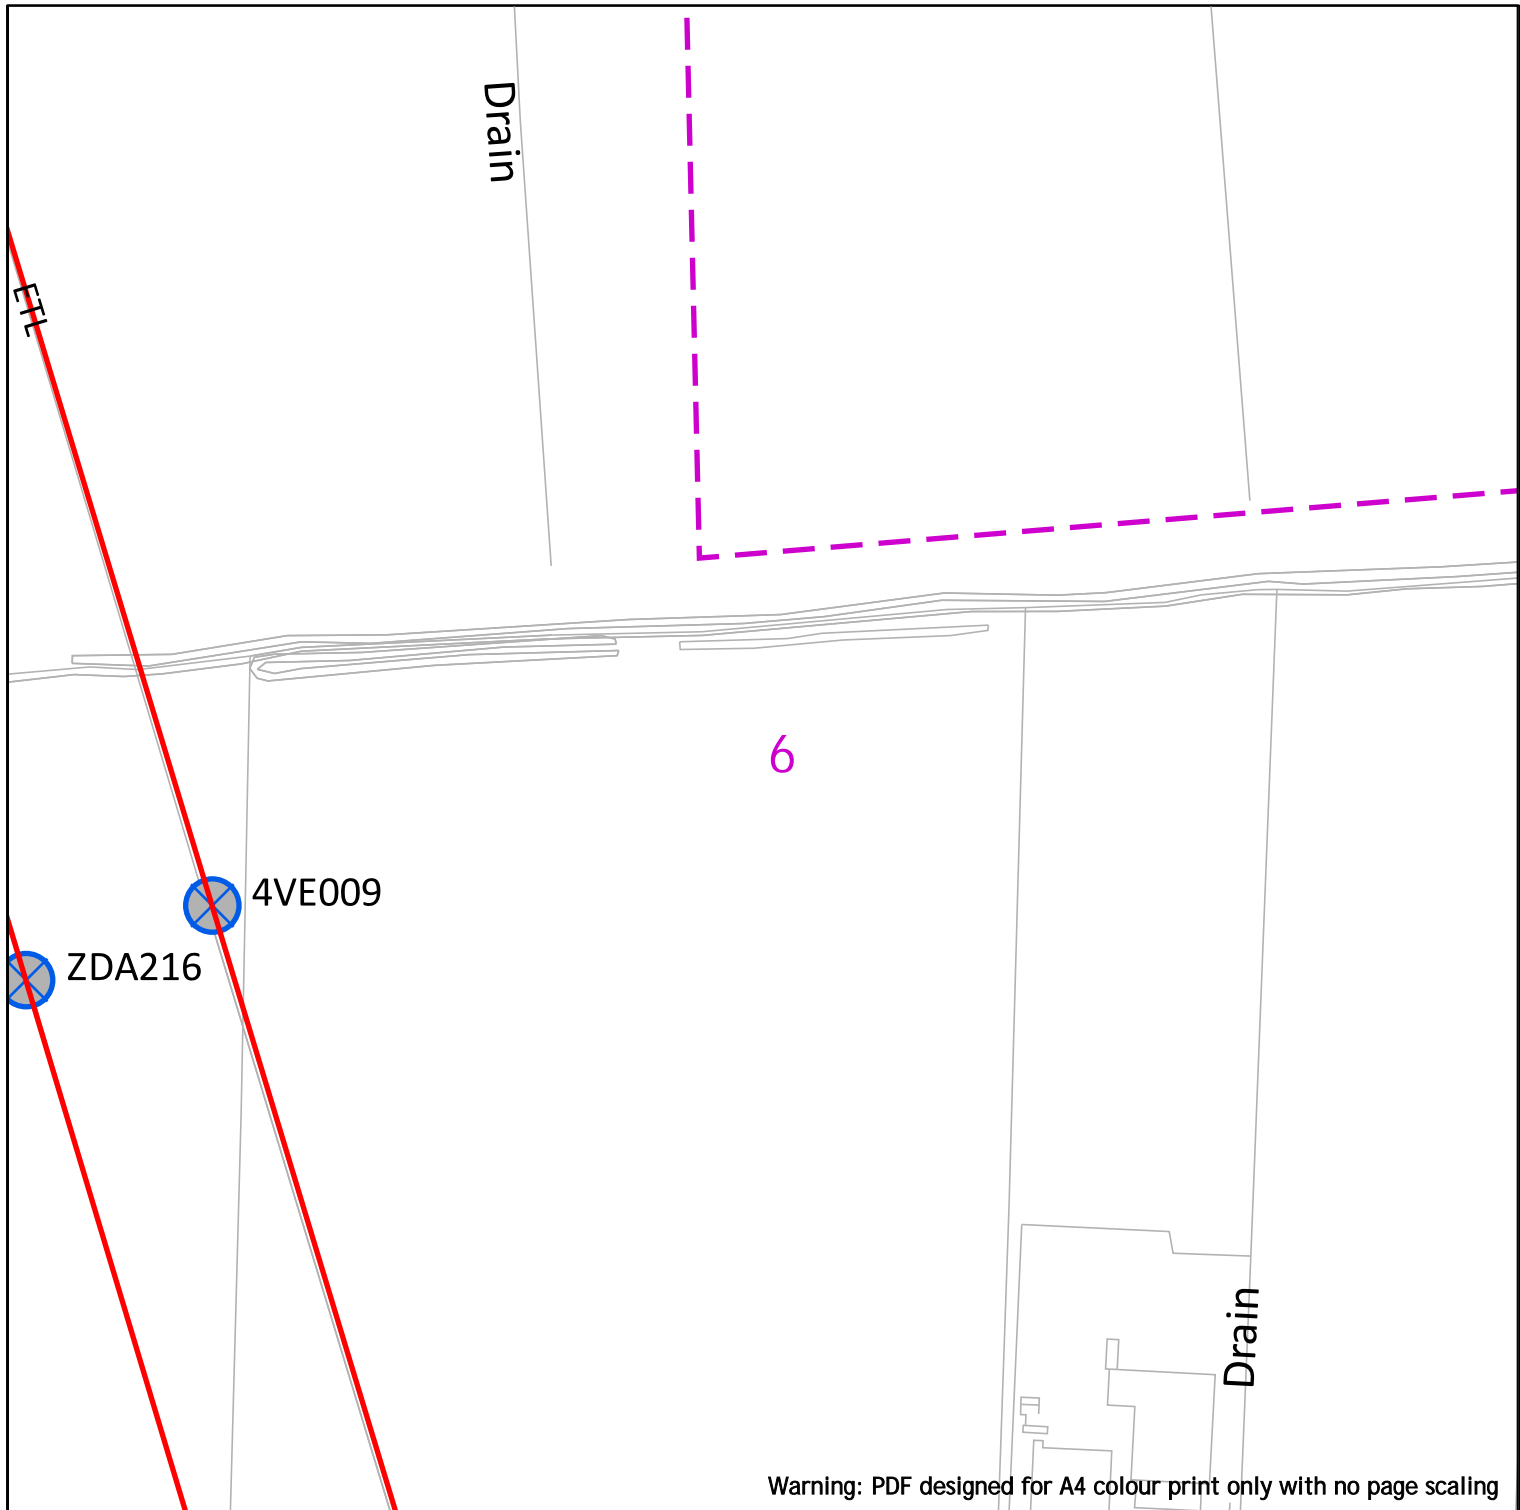 Drain
ETL
6
4VE009
ZDA216
Drain
Warning: PDF designed for A4 colour print only with no page scaling